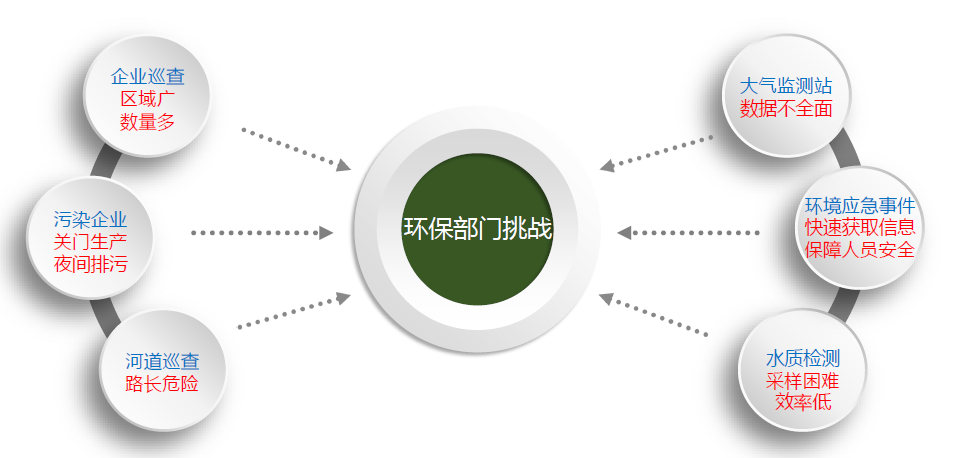 企业巡查
区域广
数量多
污染企业
关门生产
夜间排污
河道巡查
路长危险
环保部门挑战
大气监测站
数据不全面
环境应急事件
快速获取信息
保障人员安全
水质检测
采样困难
效率低